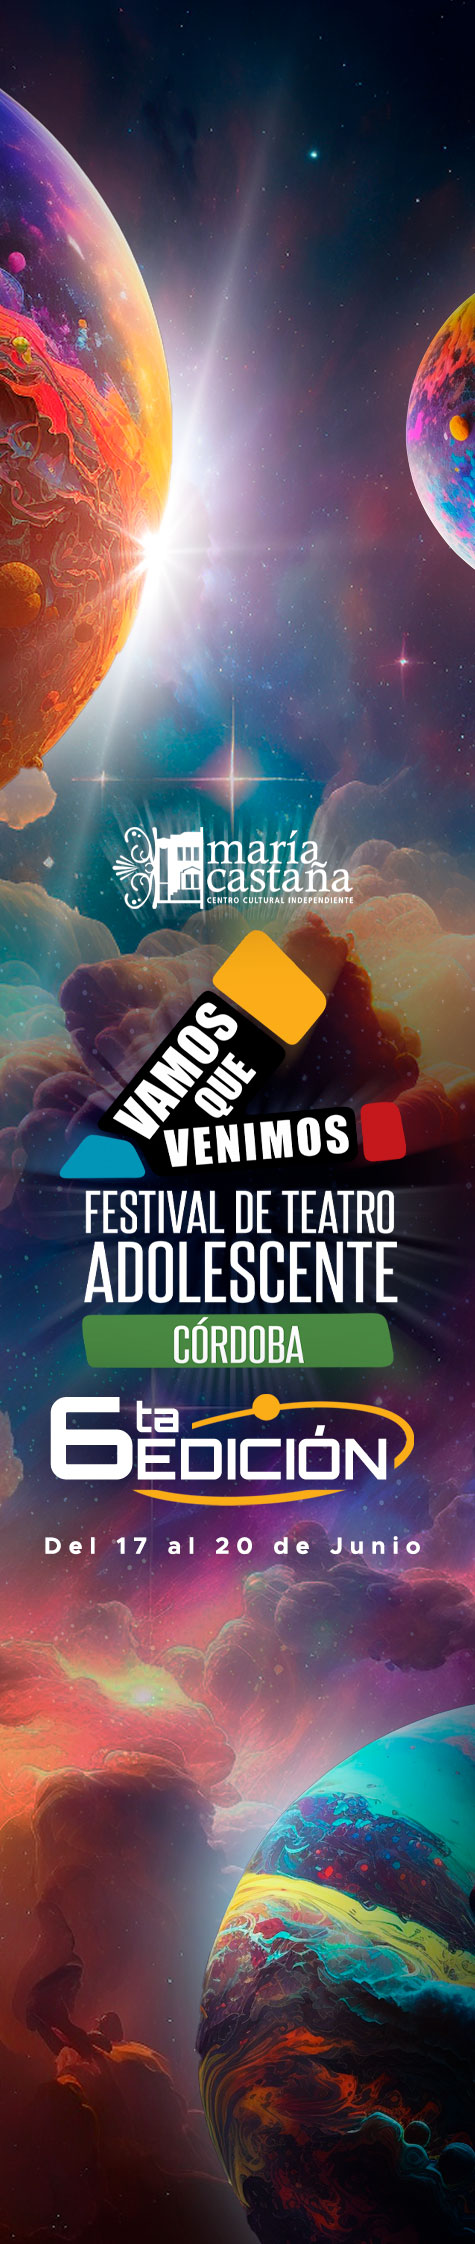 maría
castaña
CENTRO CULTURAL INDEPENDIENTE
VAMOS
QUE
VENIMOS
FESTIVAL DE TEATRO
ADOLESCENTE
CÓRDOBA
6ta
EDICIÓN
Del 17 al 20 de Junio